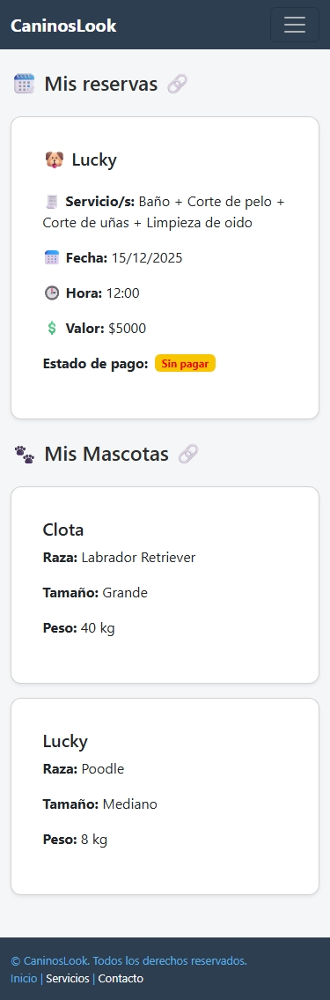 CaninosLook
Mis reservas
Lucky
Servicio/s: Baño + Corte de pelo +
Corte de uñas + Limpieza de oido
Fecha: 15/12/2025
Hora: 12:00
Valor: $5000
Estado de pago: Sin pagar
Mis Mascotas
Clota
Raza: Labrador Retriever
Tamaño: Grande
Peso: 40 kg
Lucky
Raza: Poodle
Tamaño: Mediano
Peso: 8 kg
© CaninosLook. Todos los derechos reservados.
Inicio | Servicios | Contacto